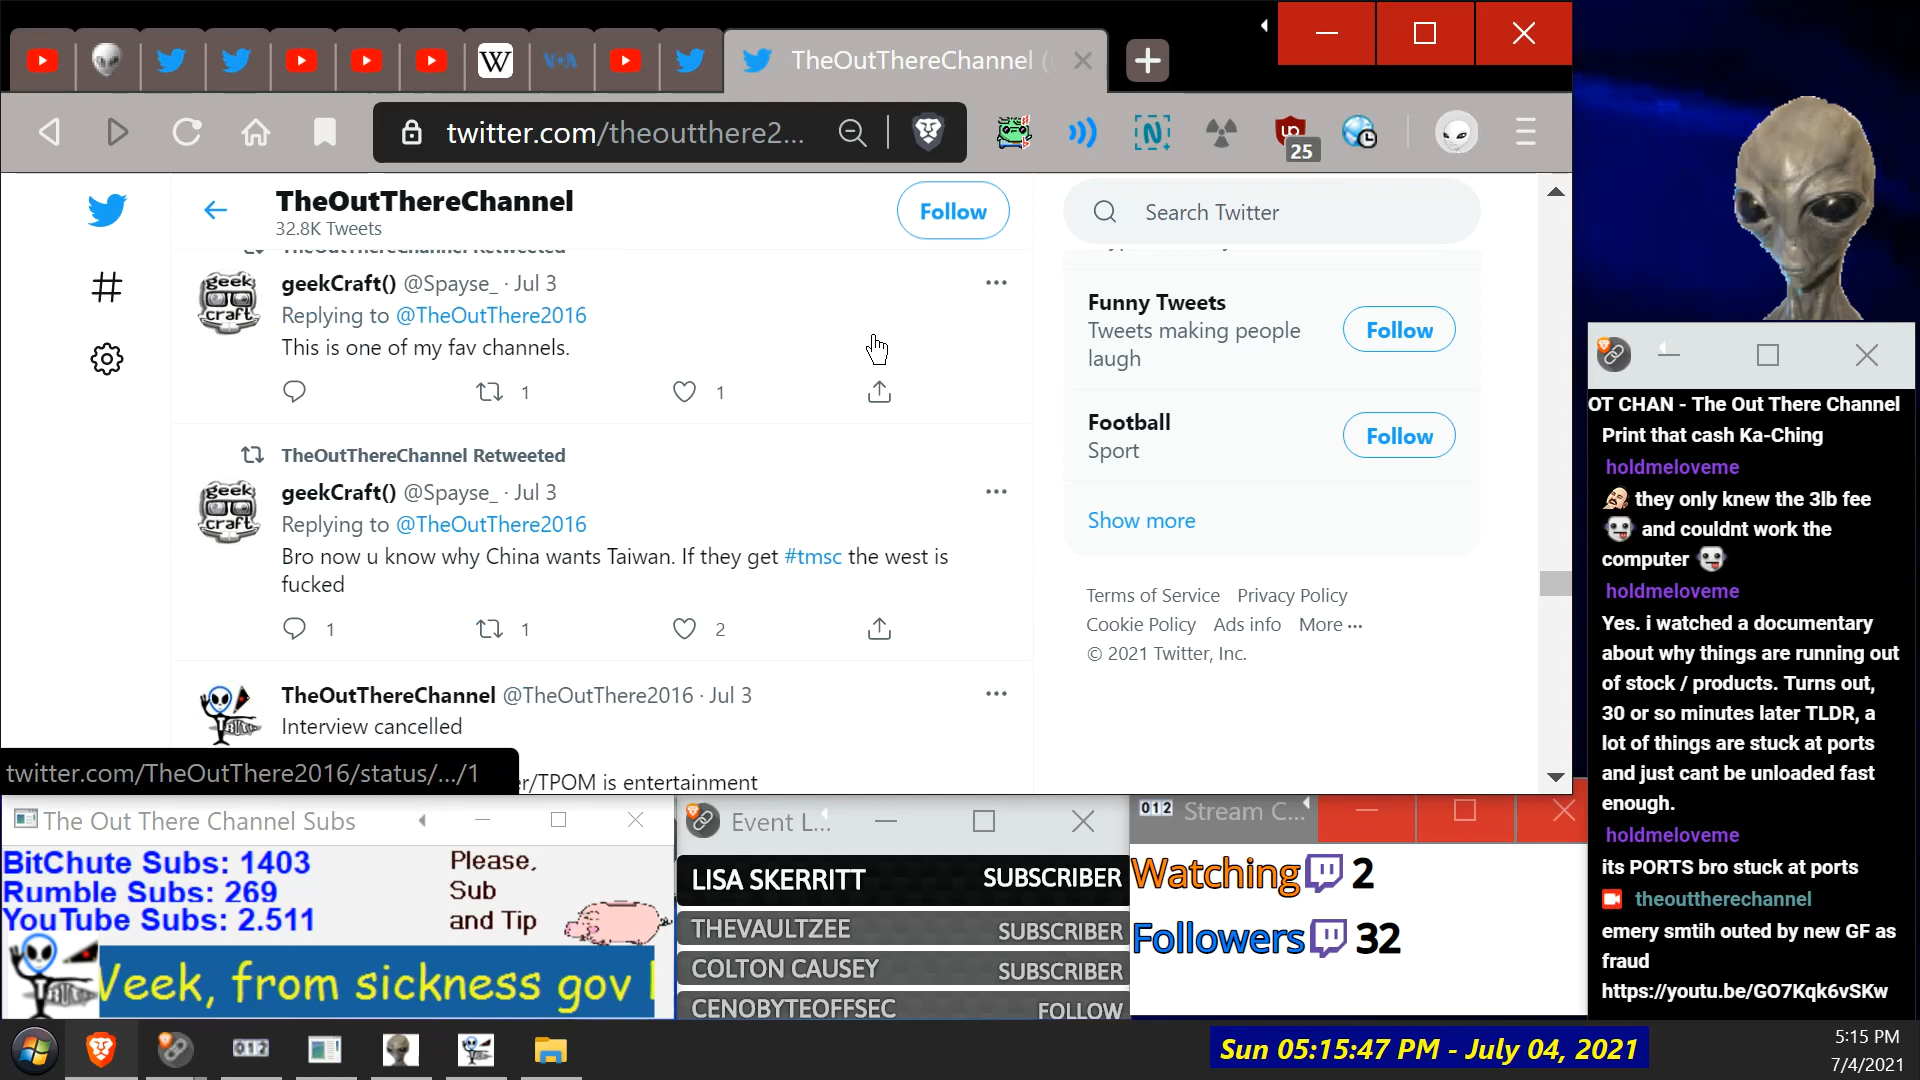 TheOutThereChannel
twitter.com/theoutthere2...
25
TheOutThereChannel
32.8K Tweets
Follow
Search Twitter
TheOutThereChannel Retweeted
geekCraft() @Spayse_ · Jul 3
Replying to @TheOutThere2016
This is one of my fav channels.
1
1
TheOutThereChannel Retweeted
geekCraft() @Spayse_ · Jul 3
Replying to @TheOutThere2016
Bro now u know why China wants Taiwan. If they get #tmsc the west is
fucked
1
1
2
TheOutThereChannel @TheOutThere2016 · Jul 3
Interview cancelled
er/TPOM is entertainment
twitter.com/TheOutThere2016/status/.../1
Funny Tweets
Tweets making people
laugh
Follow
Football
Sport
Follow
Show more
Terms of Service Privacy Policy
Cookie Policy Ads info More ···
© 2021 Twitter, Inc.
OT CHAN - The Out There Channel
Print that cash Ka-Ching
holdmeloveme
they only knew the 3lb fee
and couldnt work the
computer
holdmeloveme
Yes. i watched a documentary
about why things are running out
of stock / products. Turns out,
30 or so minutes later TLDR, a
lot of things are stuck at ports
and just cant be unloaded fast
enough.
holdmeloveme
its PORTS bro stuck at ports
theouttherechannel
emery smtih outed by new GF as
fraud
https://youtu.be/GO7Kqk6vSKw
The Out There Channel Subs
BitChute Subs: 1403
Rumble Subs: 269
YouTube Subs: 2.511
Please,
Sub
and Tip
Week, from sickness gov
Event L...
LISA SKERRITT SUBSCRIBER
THEVAULTZEE SUBSCRIBER
COLTON CAUSEY SUBSCRIBER
CENOBYTEOFFSEC FOLLOW
012 Stream C...
Watching 2
Followers 32
012
Sun 05:15:47 PM - July 04, 2021
5:15 PM
7/4/2021